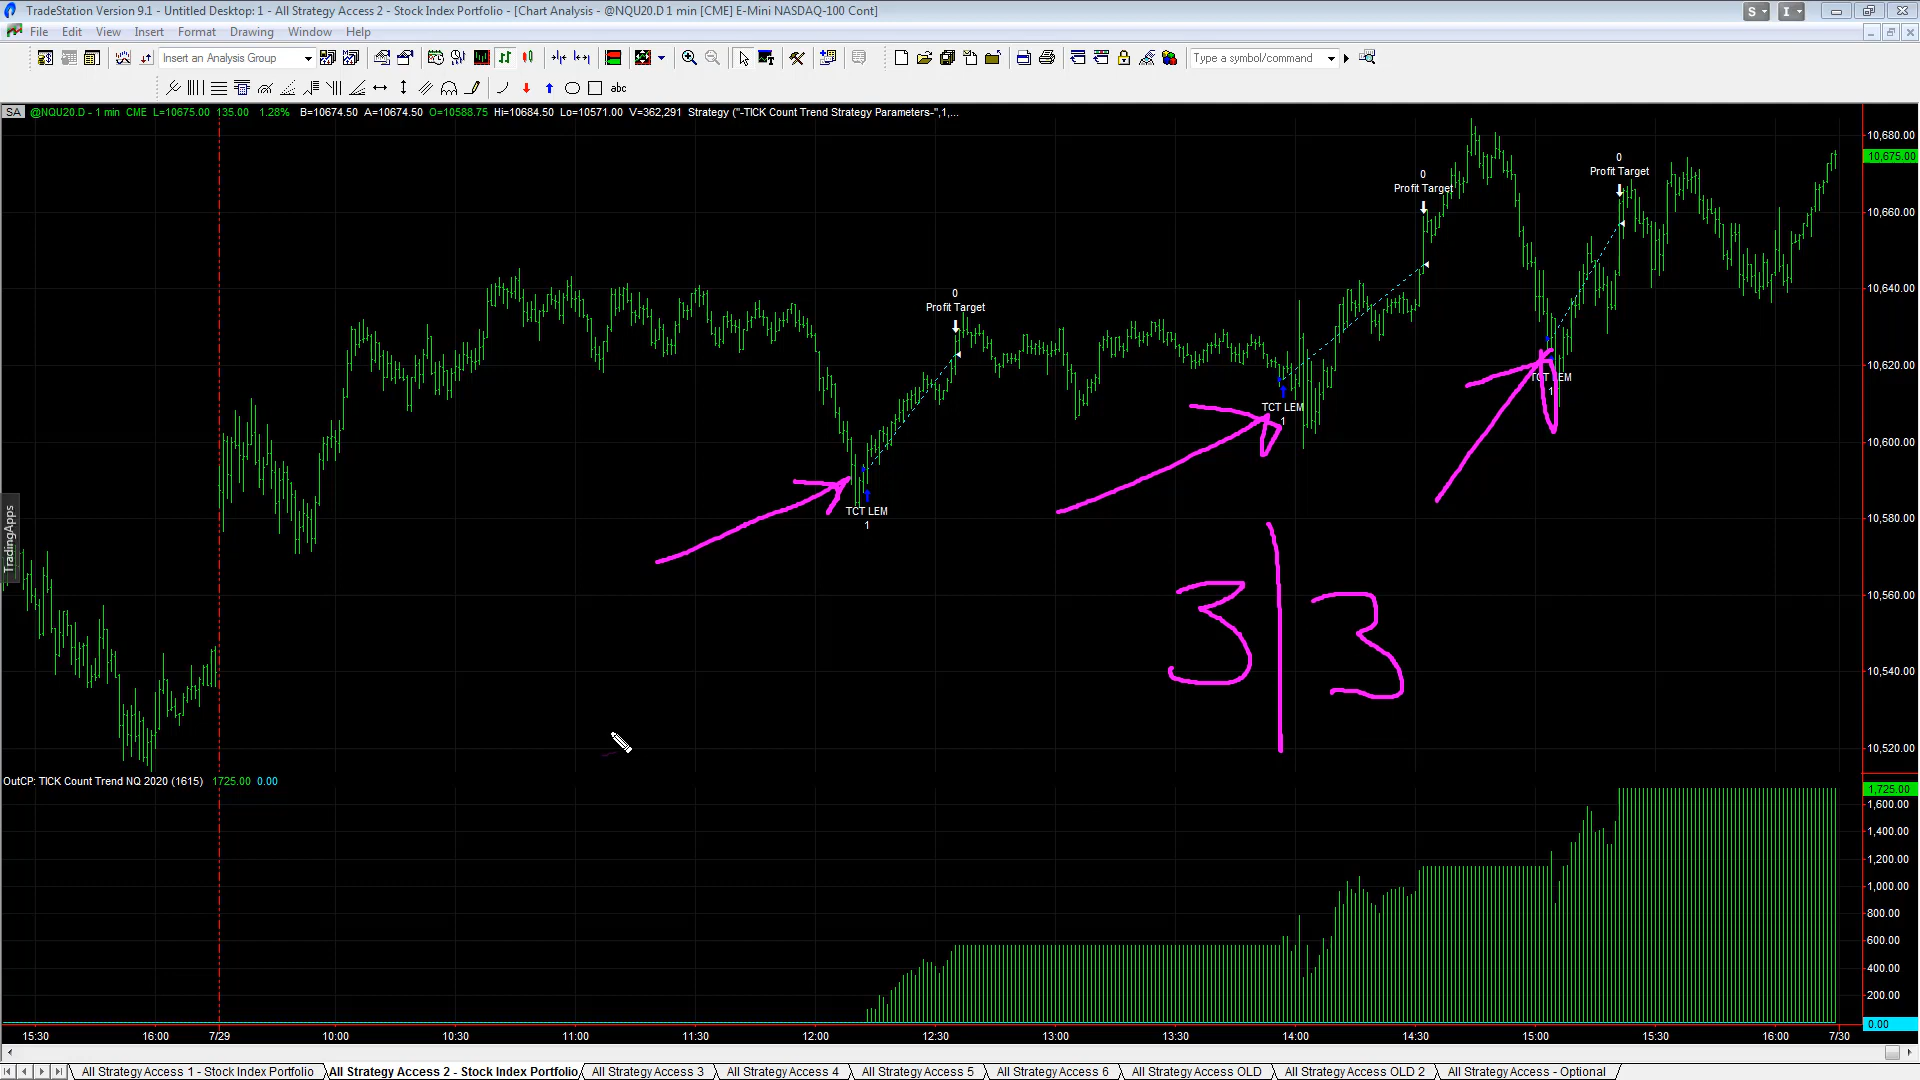 TradeStation Version 9.1 - Untitled Desktop: 1 - All Strategy Access 2 - Stock Index Portfolio - [Chart Analysis - @NQU20.D 1 min [CME] E-Mini NASDAQ-100 Cont]
S I
File Edit View Insert Format Drawing Window Help
Insert an Analysis Group
Type a symbol/command
abc
SA @NQU20.D - 1 min CME L=10675.00 135.00 1.28% B=10674.50 A=10674.50 O=10588.75 Hi=10684.50 Lo=10571.00 V=362,291 Strategy ("-TICK Count Trend Strategy Parameters-",1,...
10,680.00
10,675.00
0
Profit Target
0
Profit Target
10,660.00
10,640.00
0
Profit Target
10,620.00
TCT LEM
1
TCT LEM
1
10,600.00
TCT LEM
1
10,580.00
TradingApps
10,560.00
3 | 3
10,540.00
10,520.00
OutCP: TICK Count Trend NQ 2020 (1615) 1725.00 0.00
1,725.00
1,600.00
1,400.00
1,200.00
1,000.00
800.00
600.00
400.00
200.00
0.00
15:30 16:00 7/29 10:00 10:30 11:00 11:30 12:00 12:30 13:00 13:30 14:00 14:30 15:00 15:30 16:00 7/30
All Strategy Access 1 - Stock Index Portfolio All Strategy Access 2 - Stock Index Portfolio All Strategy Access 3 All Strategy Access 4 All Strategy Access 5 All Strategy Access 6 All Strategy Access OLD All Strategy Access OLD 2 All Strategy Access - Optional